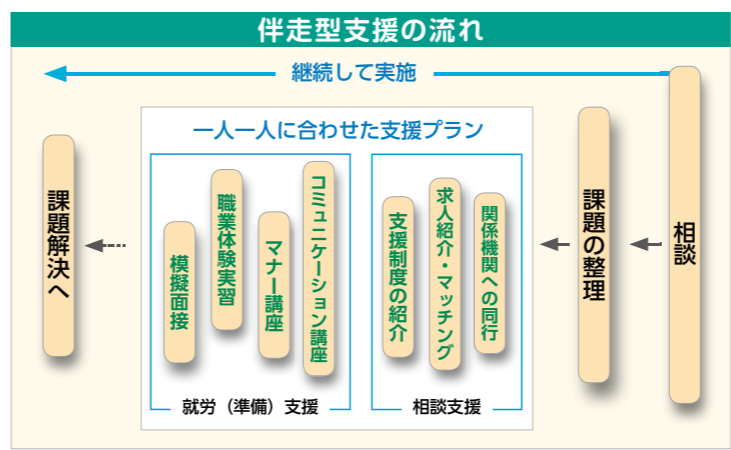 伴走型支援の流れ
継続して実施
相談
課題の整理
一人一人に合わせた支援プラン
関係機関への同行
求人紹介・マッチング
支援制度の紹介
相談支援
コミュニケーション講座
マナー講座
職業体験実習
模擬面接
就労（準備）支援
課題解決へ